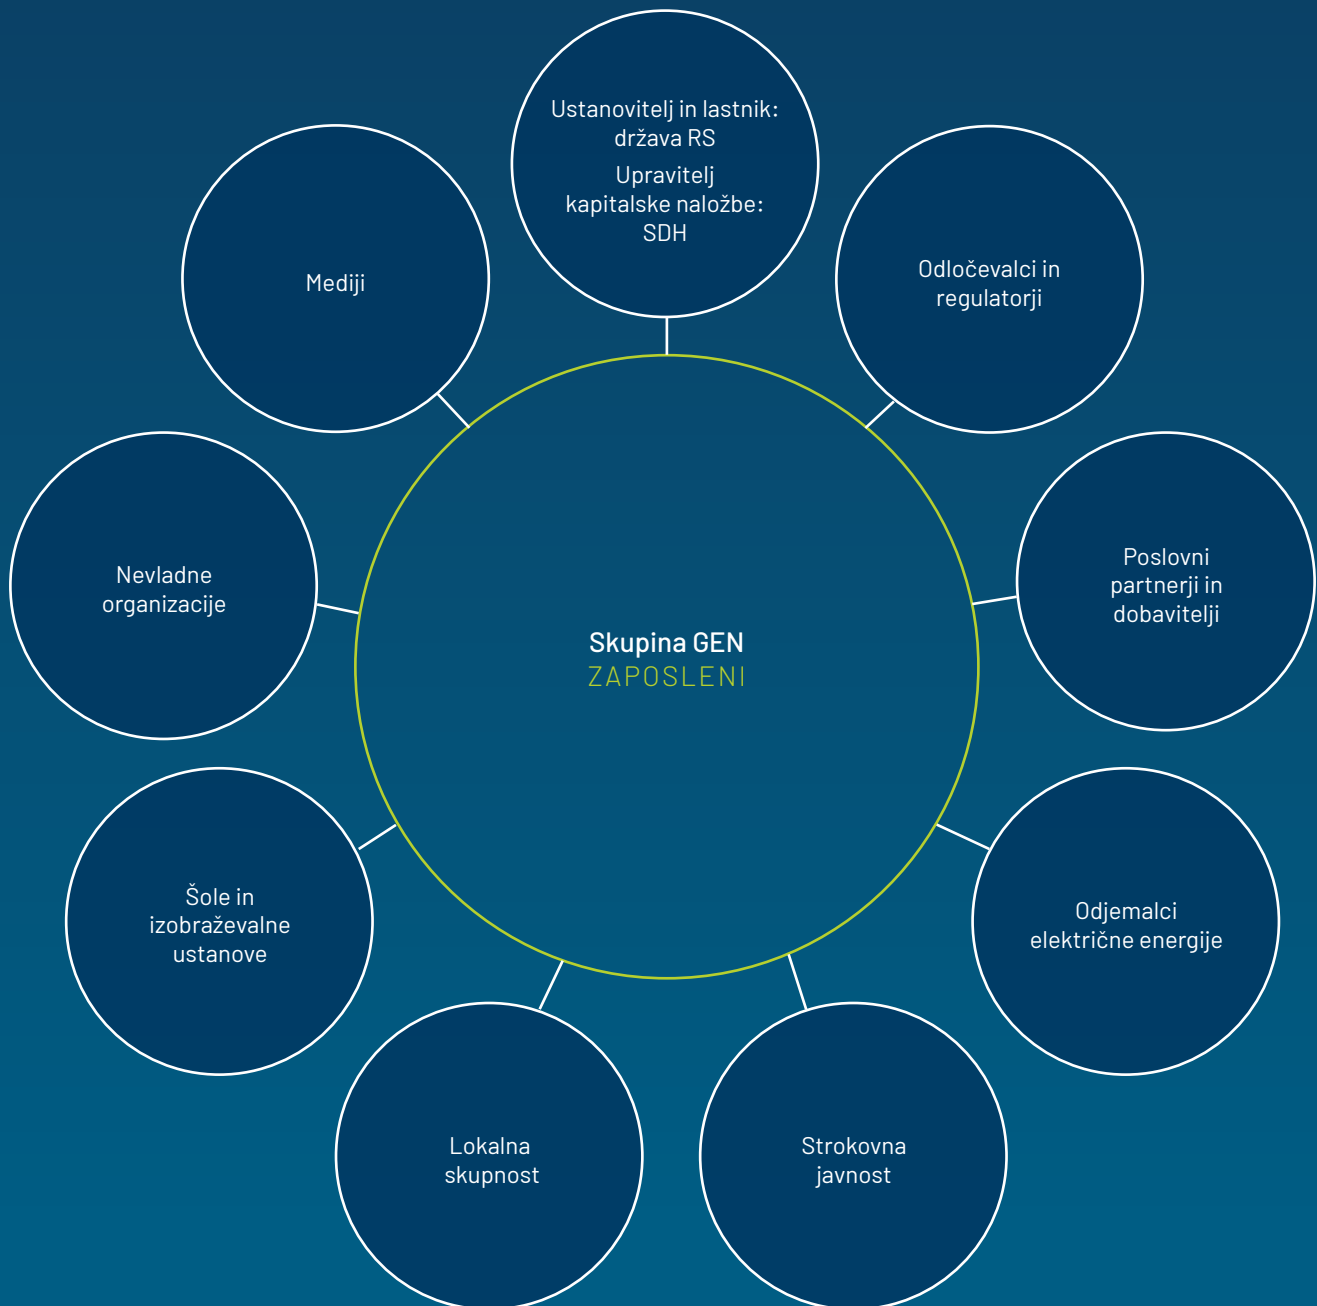 Ustanovitelj in lastnik:
država RS
Upravitelj
kapitalske naložbe:
SDH
Odločevalci in
regulatorji
Poslovni
partnerji in
dobavitelji
Odjemalci
električne energije
Strokovna
javnost
Lokalna
skupnost
Šole in
izobraževalne
ustanove
Nevladne
organizacije
Mediji
Skupina GEN
ZAPOSLENI